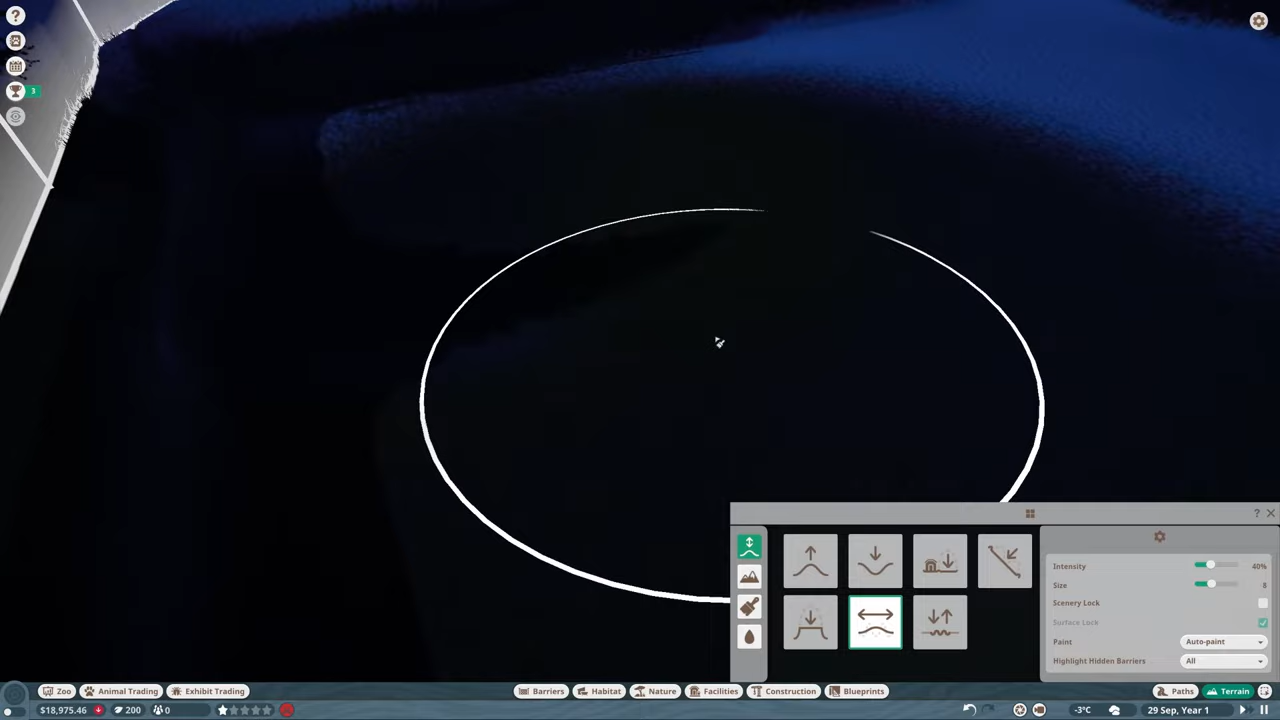 ?
3
? ×
Intensity 40%
Size 8
Scenery Lock
Surface Lock
Paint Auto-paint
Highlight Hidden Barriers All
Zoo Animal Trading Exhibit Trading Barriers Habitat Nature Facilities Construction Blueprints Paths Terrain
$18,975.46 200 0 -3°C 29 Sep, Year 1